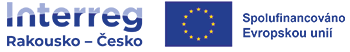 Interreg
Rakousko – Česko
Spolufinancováno
Evropskou unií